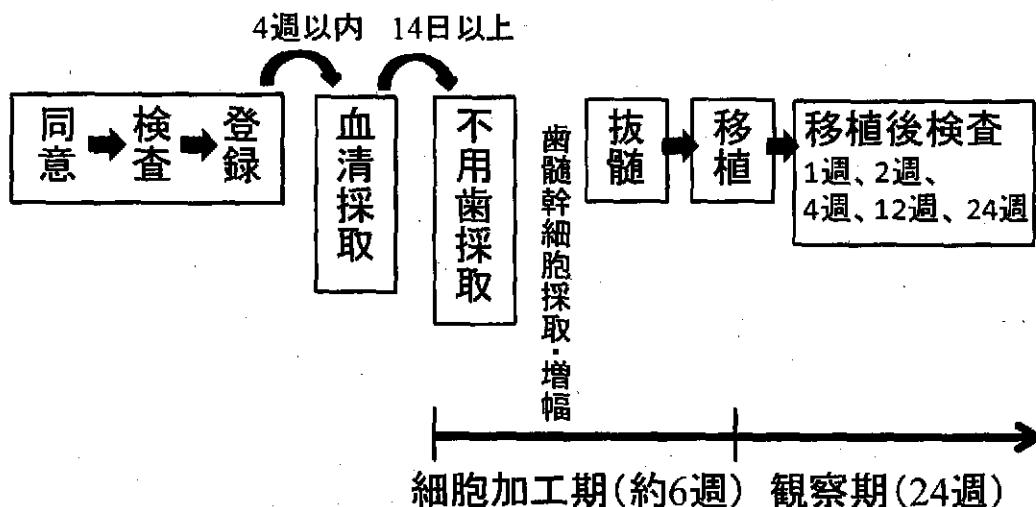 4週以内
14日以上
同意
検査
登録
血清採取
不用歯採取
歯髄幹細胞採取・増幅
抜髄
移植
移植後検査
1週、2週、
4週、12週、24週
細胞加工期(約6週)
観察期(24週)